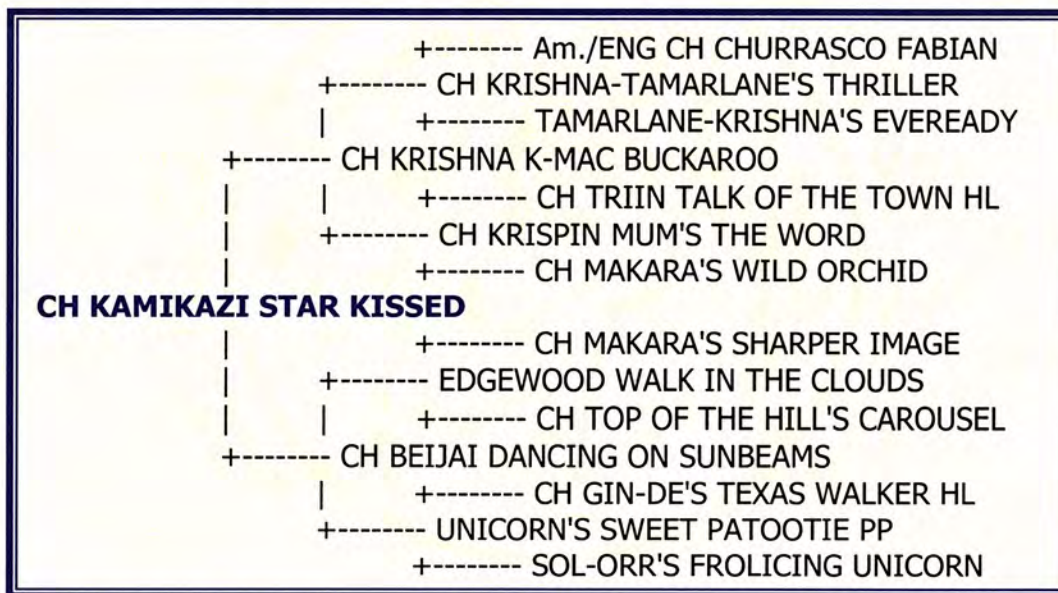 +-------- Am./ENG CH CHURRASCO FABIAN
+-------- CH KRISHNA-TAMARLANE'S THRILLER
| +-------- TAMARLANE-KRISHNA'S EVEREADY
+-------- CH KRISHNA K-MAC BUCKAROO
| | +-------- CH TRIIN TALK OF THE TOWN HL
| +-------- CH KRISPIN MUM'S THE WORD
| +-------- CH MAKARA'S WILD ORCHID
CH KAMIKAZI STAR KISSED
| +-------- CH MAKARA'S SHARPER IMAGE
| +-------- EDGEWOOD WALK IN THE CLOUDS
| | +-------- CH TOP OF THE HILL'S CAROUSEL
+-------- CH BEIJAI DANCING ON SUNBEAMS
| +-------- CH GIN-DE'S TEXAS WALKER HL
+-------- UNICORN'S SWEET PATOOTIE PP
+-------- SOL-ORR'S FROLICING UNICORN